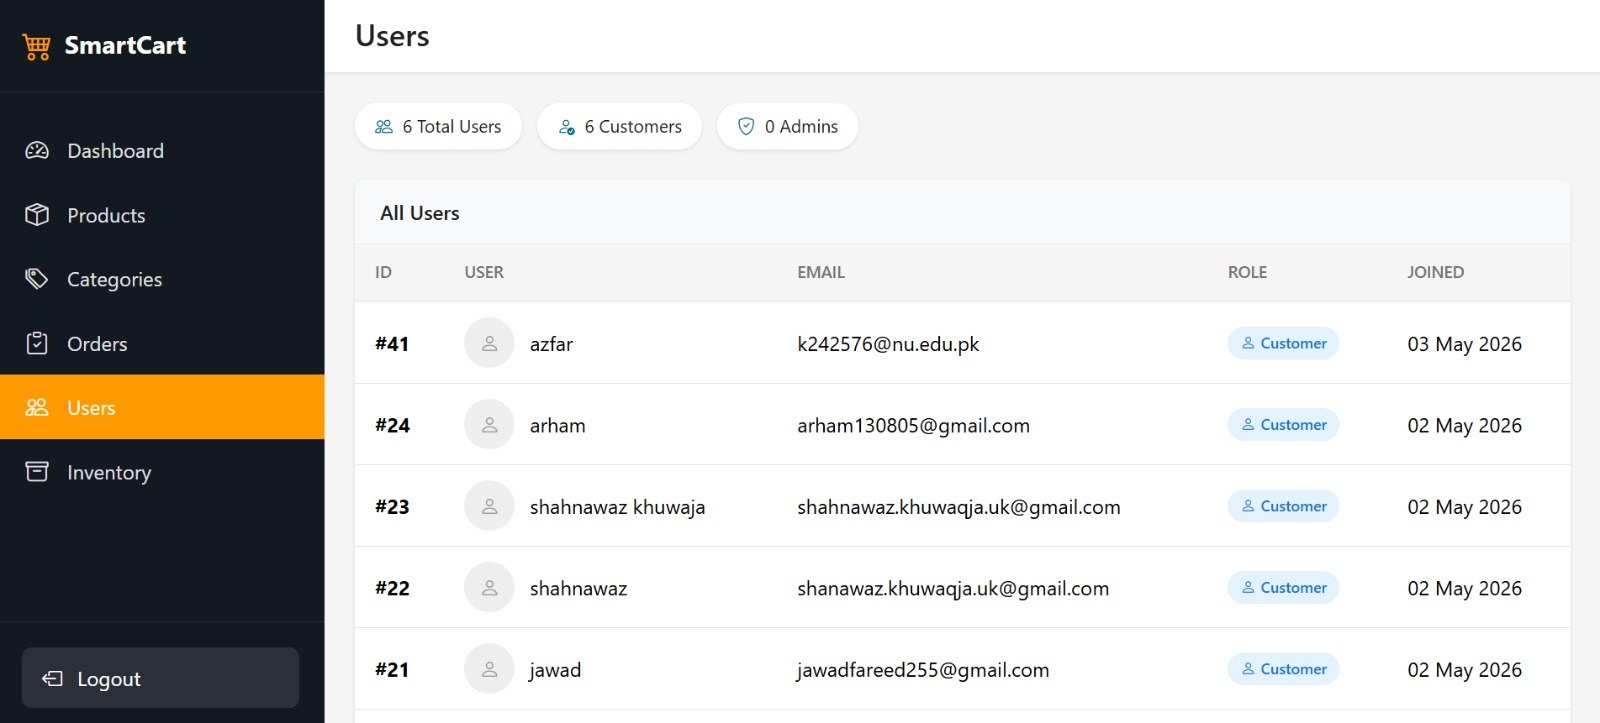 SmartCart
Dashboard
Products
Categories
Orders
Users
Inventory
Logout
Users
6 Total Users
6 Customers
0 Admins
All Users
ID USER EMAIL ROLE JOINED
#41 azfar k242576@nu.edu.pk Customer 03 May 2026
#24 arham arham130805@gmail.com Customer 02 May 2026
#23 shahnawaz khuwaja shahnawaz.khuwaqja.uk@gmail.com Customer 02 May 2026
#22 shahnawaz shanawaz.khuwaqja.uk@gmail.com Customer 02 May 2026
#21 jawad jawadfareed255@gmail.com Customer 02 May 2026